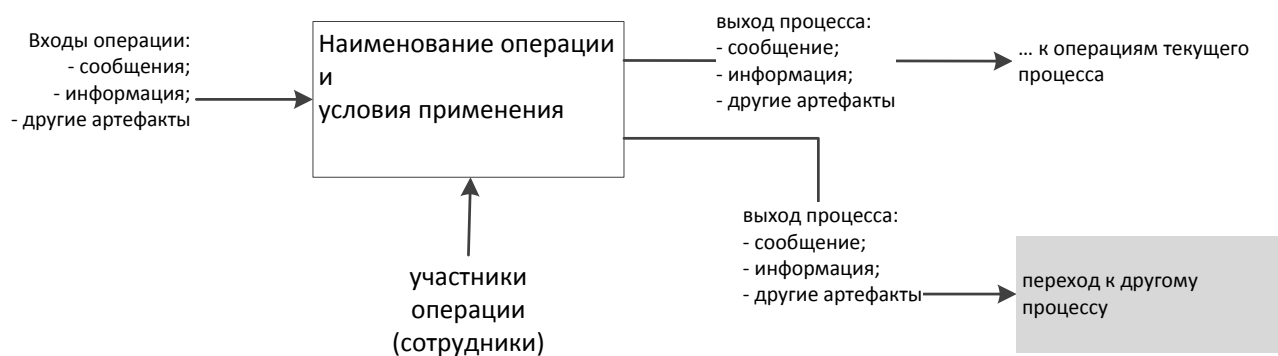 Входы операции:
- сообщения;
- информация;
- другие артефакты
Наименование операции
и
условия применения
выход процесса:
- сообщение;
- информация;
- другие артефакты
... к операциям текущего
процесса
участники
операции
(сотрудники)
выход процесса:
- сообщение;
- информация;
- другие артефакты
переход к другому
процессу